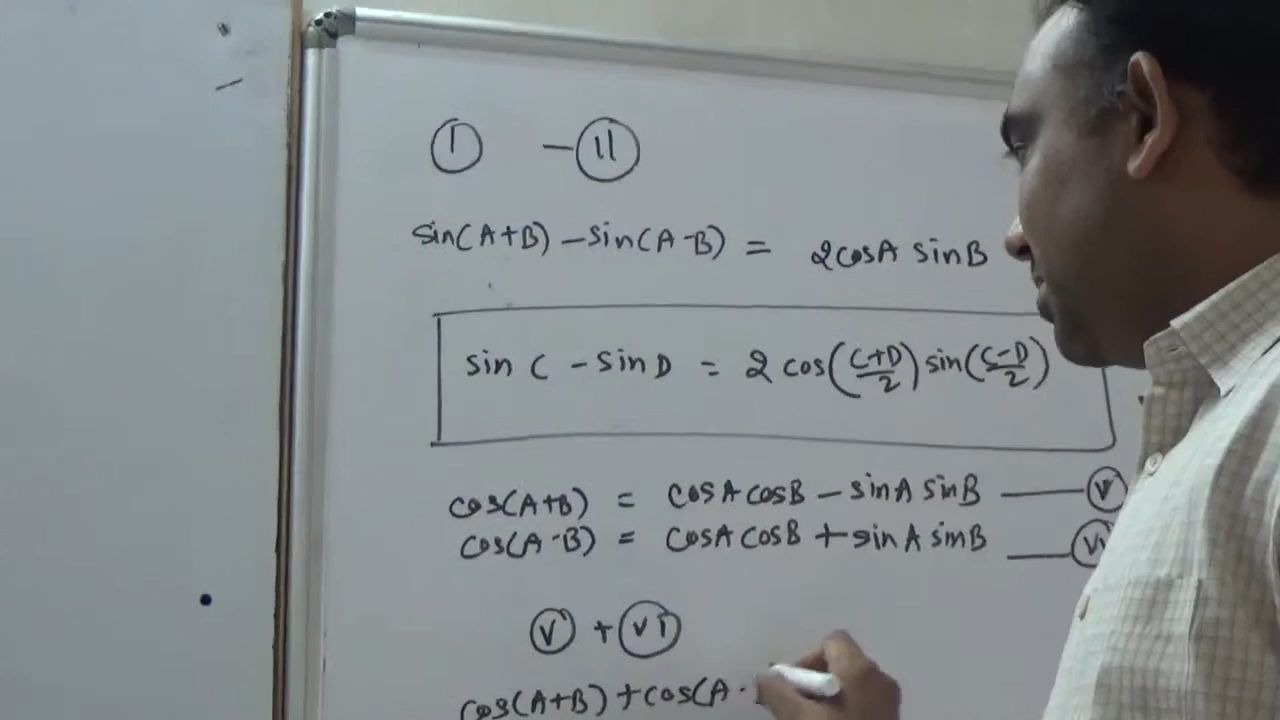 I - II
sin(A+B) - sin(A-B) = 2cosA sinB
sin C - sin D = 2 cos(C+D/2) sin(C-D/2)
cos(A+B) = cosA cosB - sinA sinB — V
cos(A-B) = cosA cosB + sinA sinB — VI
V + VI
cos(A+B) + cos(A-